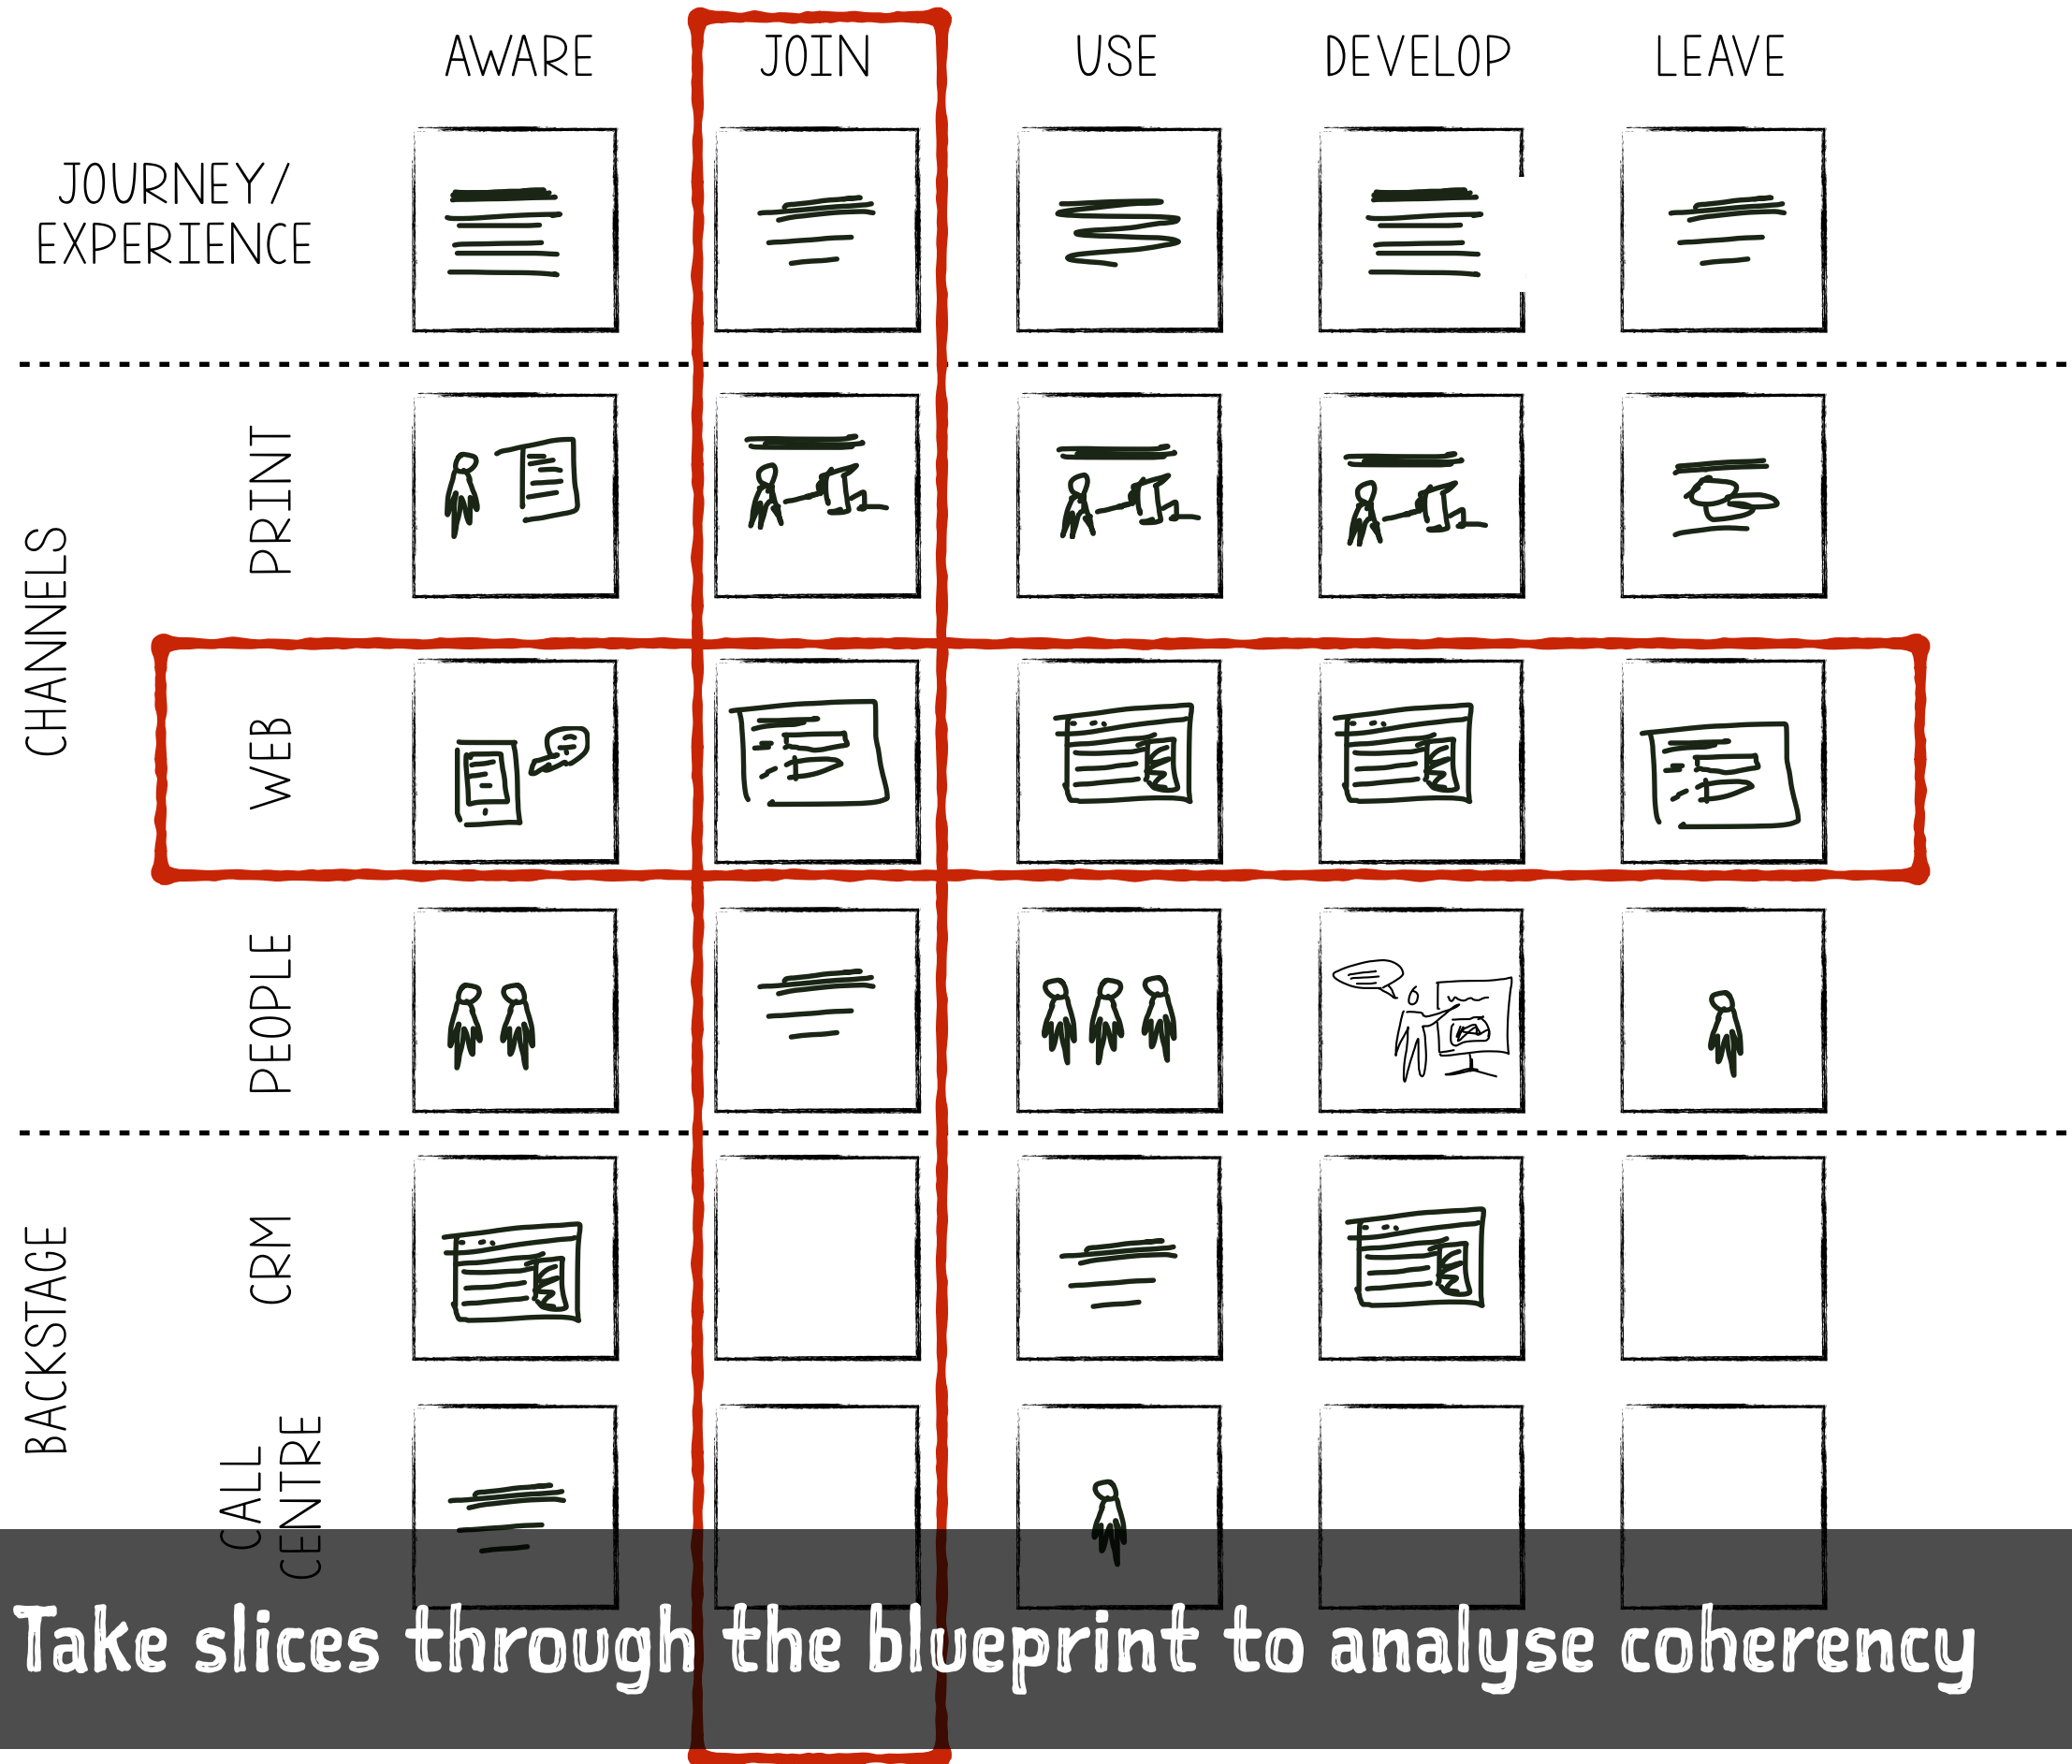 AWARE JOIN USE DEVELOP LEAVE
JOURNEY/
EXPERIENCE
CHANNELS
PRINT
WEB
PEOPLE
BACKSTAGE
CRM
CALL
CENTRE
Take slices through the blueprint to analyse coherency